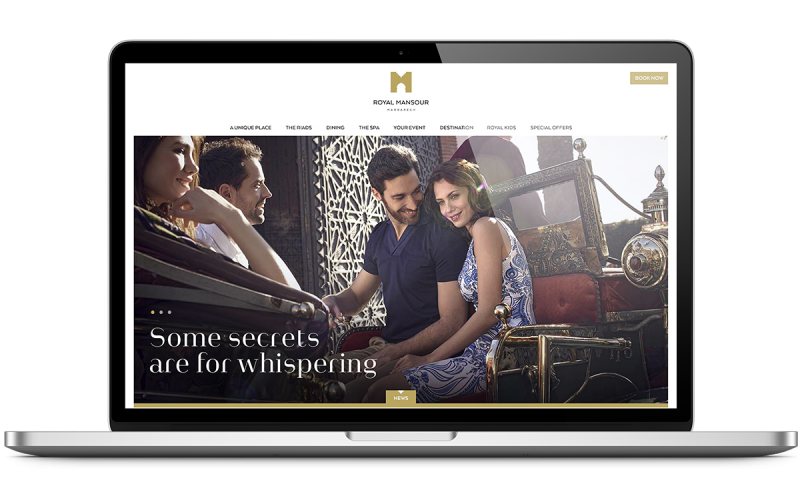 BOOK NOW
ROYAL MANSOUR
MARRAKECH
A UNIQUE PLACE THE RIADS DINING THE SPA YOUR EVENT DESTINATION ROYAL KIDS SPECIAL OFFERS
Some secrets
are for whispering
NEWS